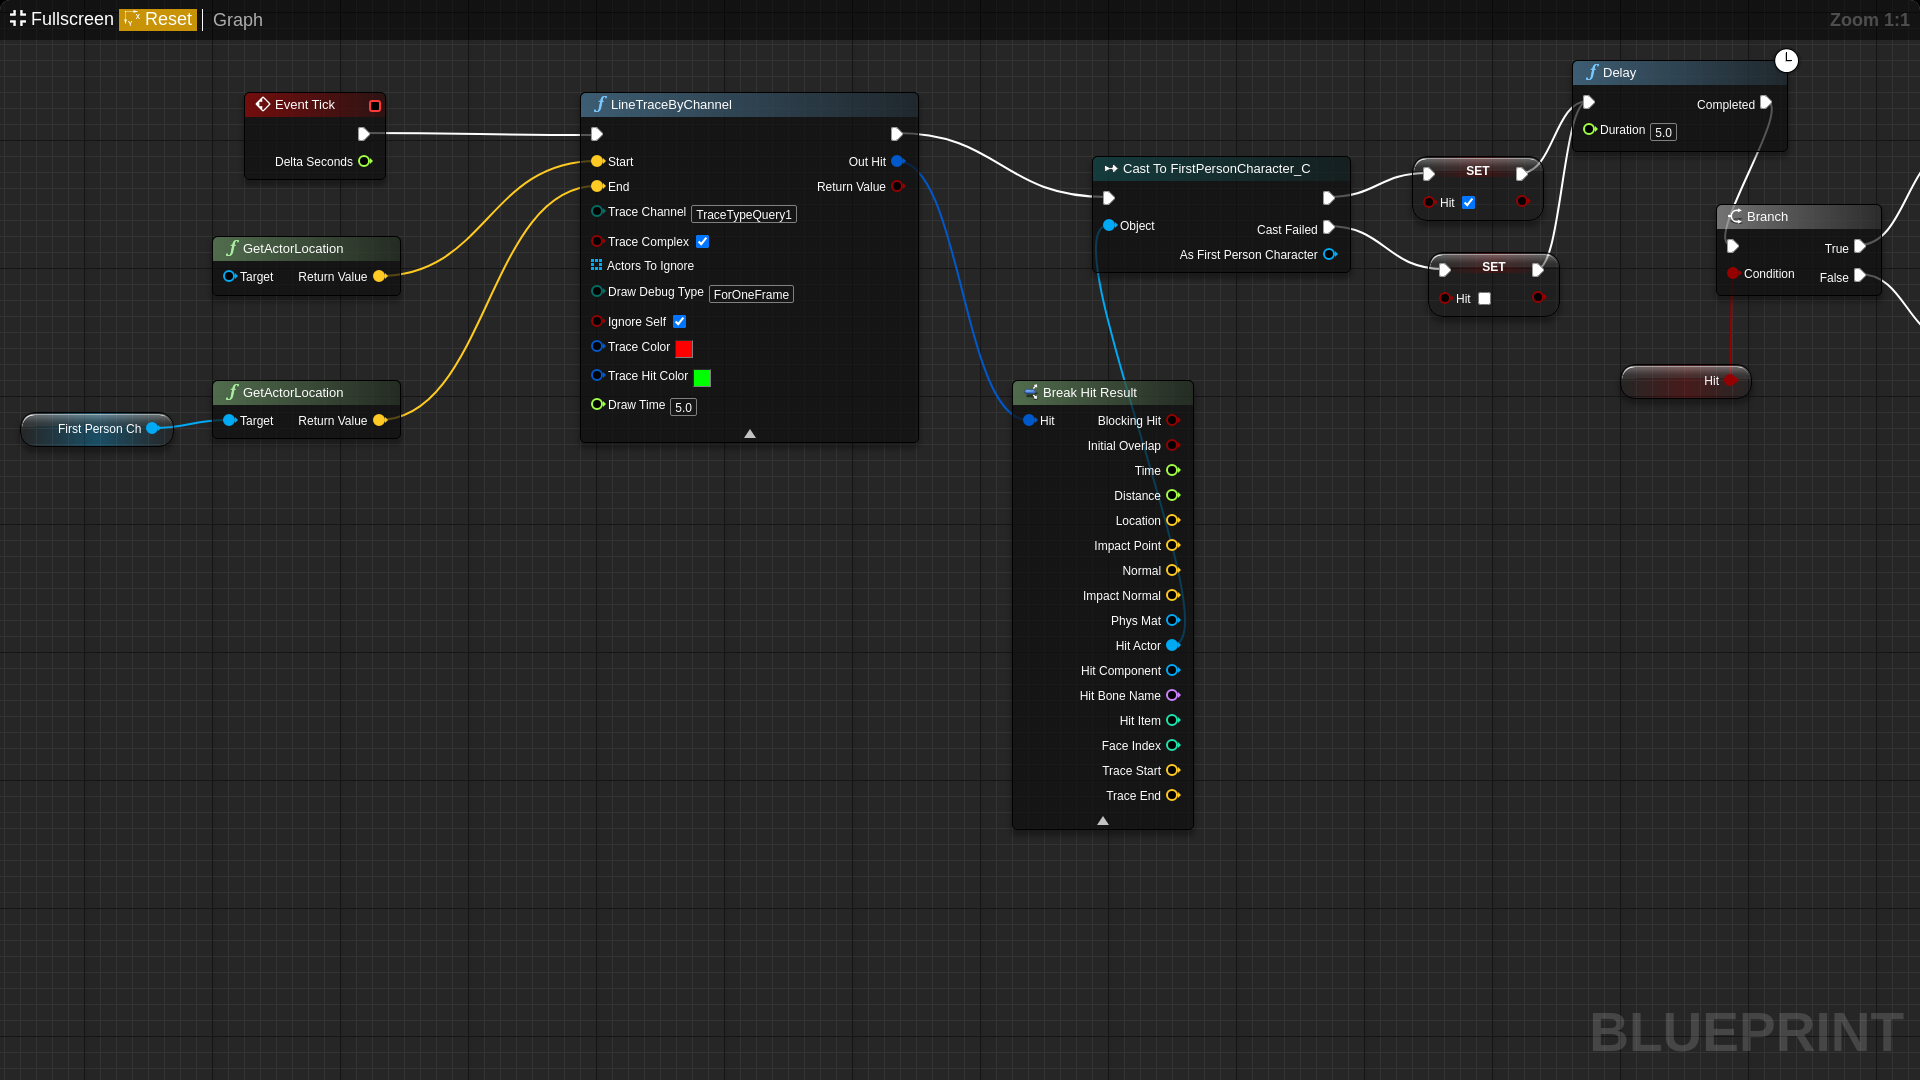 Fullscreen Reset Graph
Zoom 1:1
Event Tick
Delta Seconds
GetActorLocation
Target Return Value
GetActorLocation
Target Return Value
First Person Ch
LineTraceByChannel
Start Out Hit
End Return Value
Trace Channel TraceTypeQuery1
Trace Complex
Actors To Ignore
Draw Debug Type ForOneFrame
Ignore Self
Trace Color
Trace Hit Color
Draw Time 5.0
Cast To FirstPersonCharacter_C
Object
Cast Failed
As First Person Character
Break Hit Result
Hit Blocking Hit
Initial Overlap
Time
Distance
Location
Impact Point
Normal
Impact Normal
Phys Mat
Hit Actor
Hit Component
Hit Bone Name
Hit Item
Face Index
Trace Start
Trace End
SET
Hit
SET
Hit
Delay
Completed
Duration 5.0
Branch
True
Condition False
Hit
BLUEPRINT